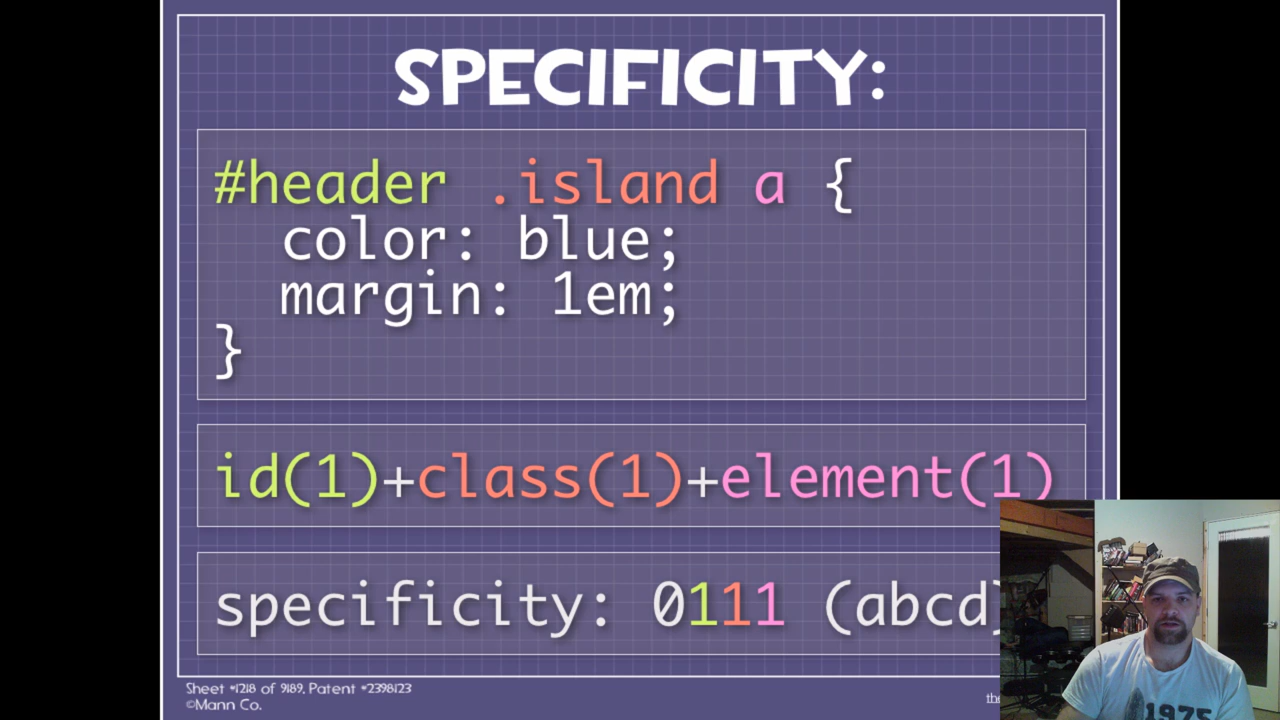 SPECIFICITY:
#header .island a {
color: blue;
margin: 1em;
}
id(1)+class(1)+element(1)
specificity: 0111 (abcd)
Sheet #1218 of 9189, Patent #2398123
©Mann Co.
1975